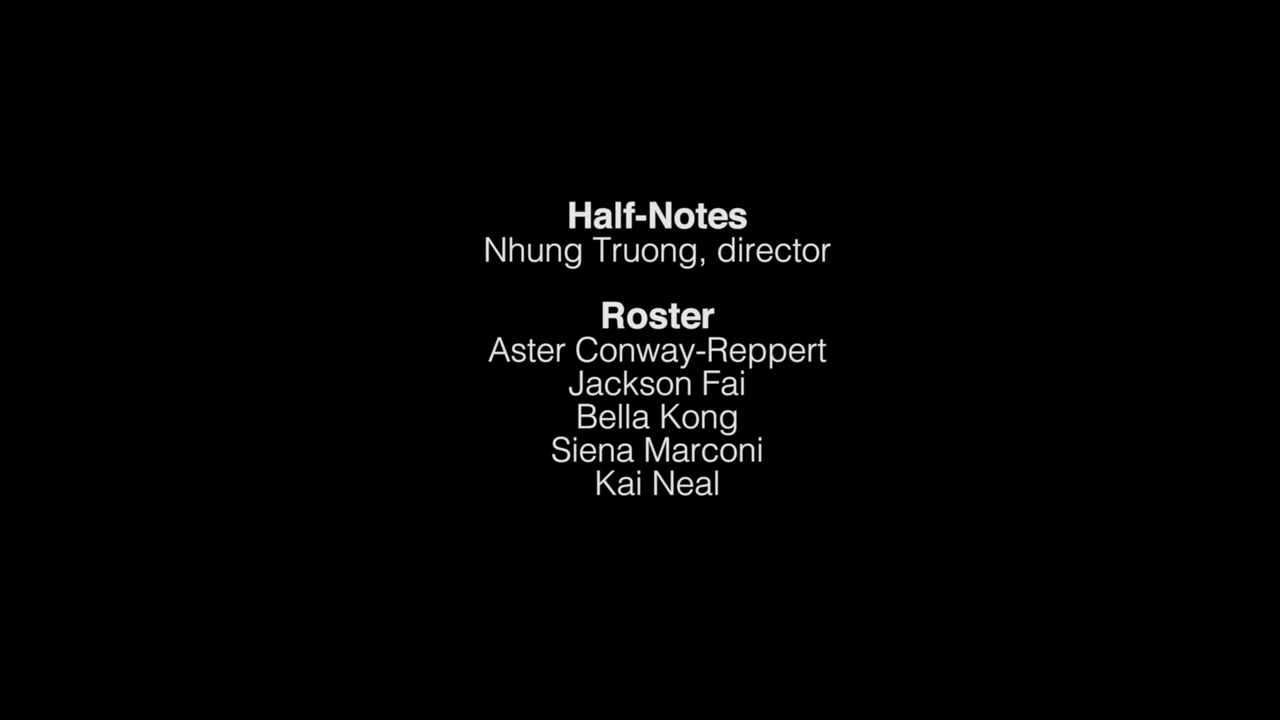 Half-Notes
Nhung Truong, director
Roster
Aster Conway-Reppert
Jackson Fai
Bella Kong
Siena Marconi
Kai Neal